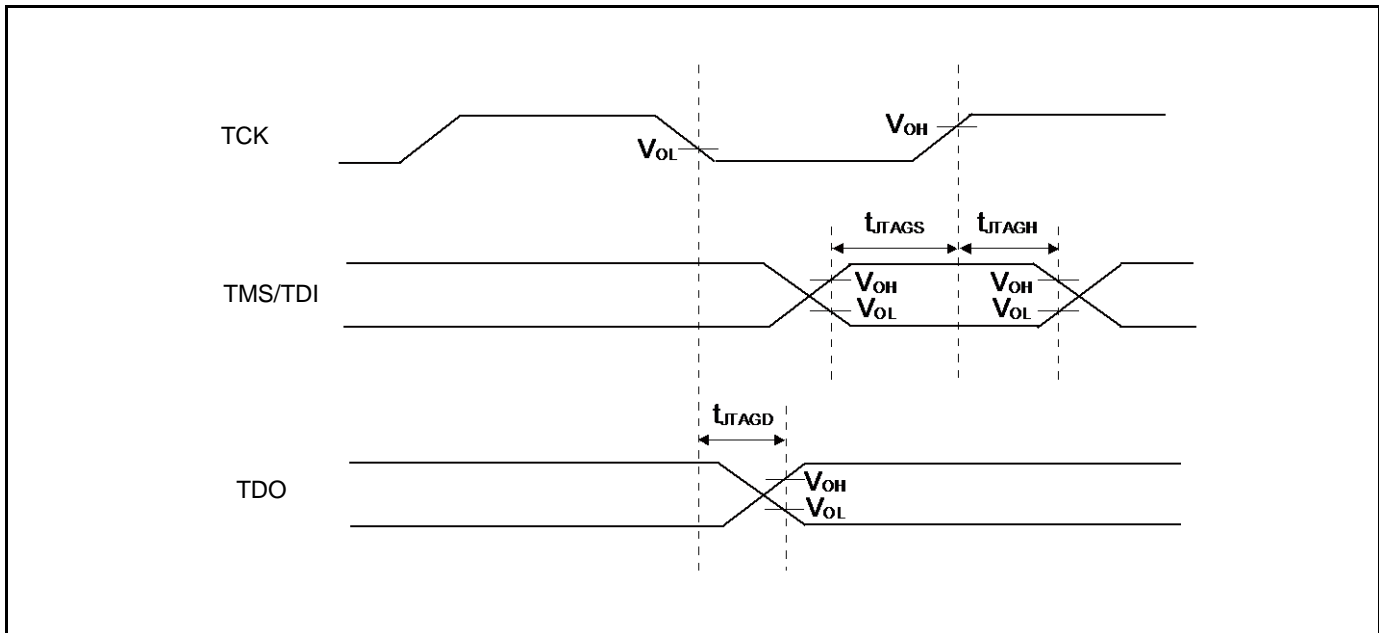 TCK
VOL
VOH
tJTAGS
tJTAGH
TMS/TDI
VOH
VOL
VOH
VOL
tJTAGD
TDO
VOH
VOL